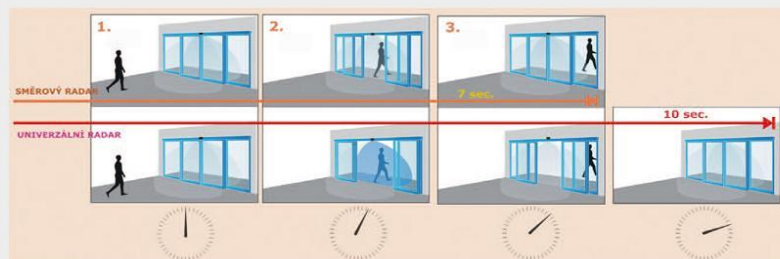 1.
2.
3.
SMĚROVÝ RADAR
7 sec.
10 sec.
UNIVERZÁLNÍ RADAR